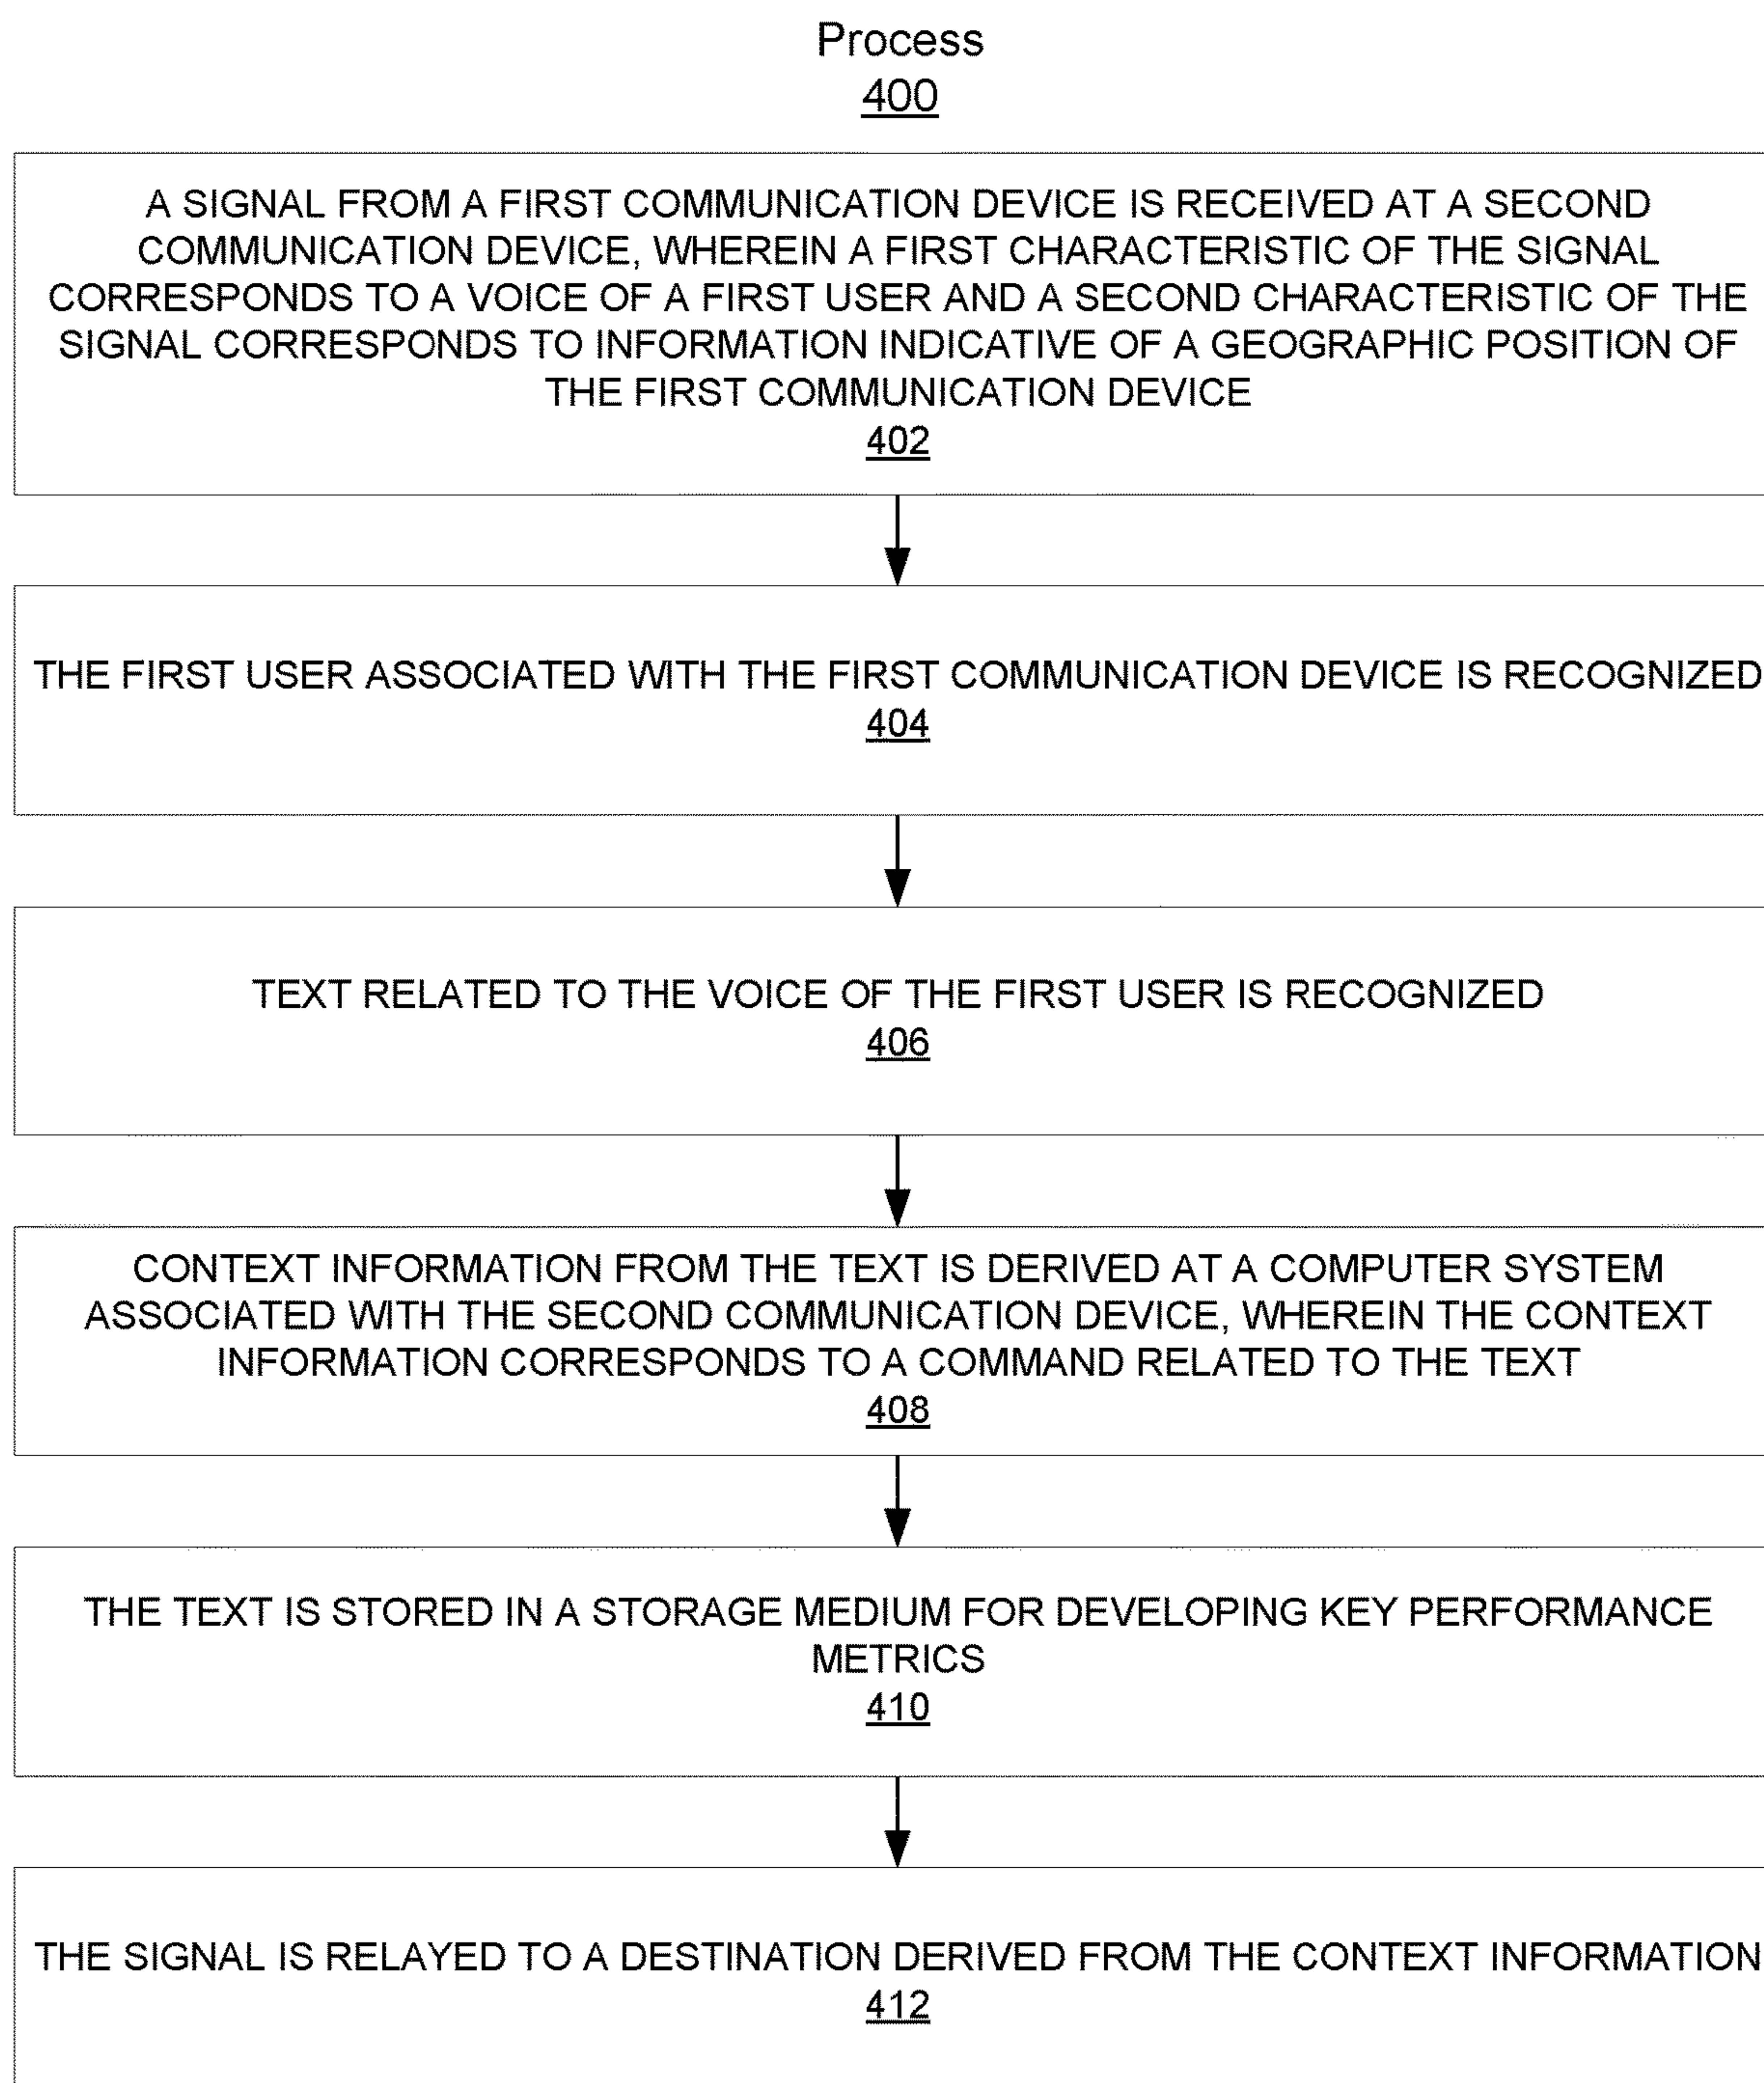 Process
400
A SIGNAL FROM A FIRST COMMUNICATION DEVICE IS RECEIVED AT A SECOND
COMMUNICATION DEVICE, WHEREIN A FIRST CHARACTERISTIC OF THE SIGNAL
CORRESPONDS TO A VOICE OF A FIRST USER AND A SECOND CHARACTERISTIC OF THE
SIGNAL CORRESPONDS TO INFORMATION INDICATIVE OF A GEOGRAPHIC POSITION OF
THE FIRST COMMUNICATION DEVICE
402
THE FIRST USER ASSOCIATED WITH THE FIRST COMMUNICATION DEVICE IS RECOGNIZED
404
TEXT RELATED TO THE VOICE OF THE FIRST USER IS RECOGNIZED
406
CONTEXT INFORMATION FROM THE TEXT IS DERIVED AT A COMPUTER SYSTEM
ASSOCIATED WITH THE SECOND COMMUNICATION DEVICE, WHEREIN THE CONTEXT
INFORMATION CORRESPONDS TO A COMMAND RELATED TO THE TEXT
408
THE TEXT IS STORED IN A STORAGE MEDIUM FOR DEVELOPING KEY PERFORMANCE
METRICS
410
THE SIGNAL IS RELAYED TO A DESTINATION DERIVED FROM THE CONTEXT INFORMATION
412